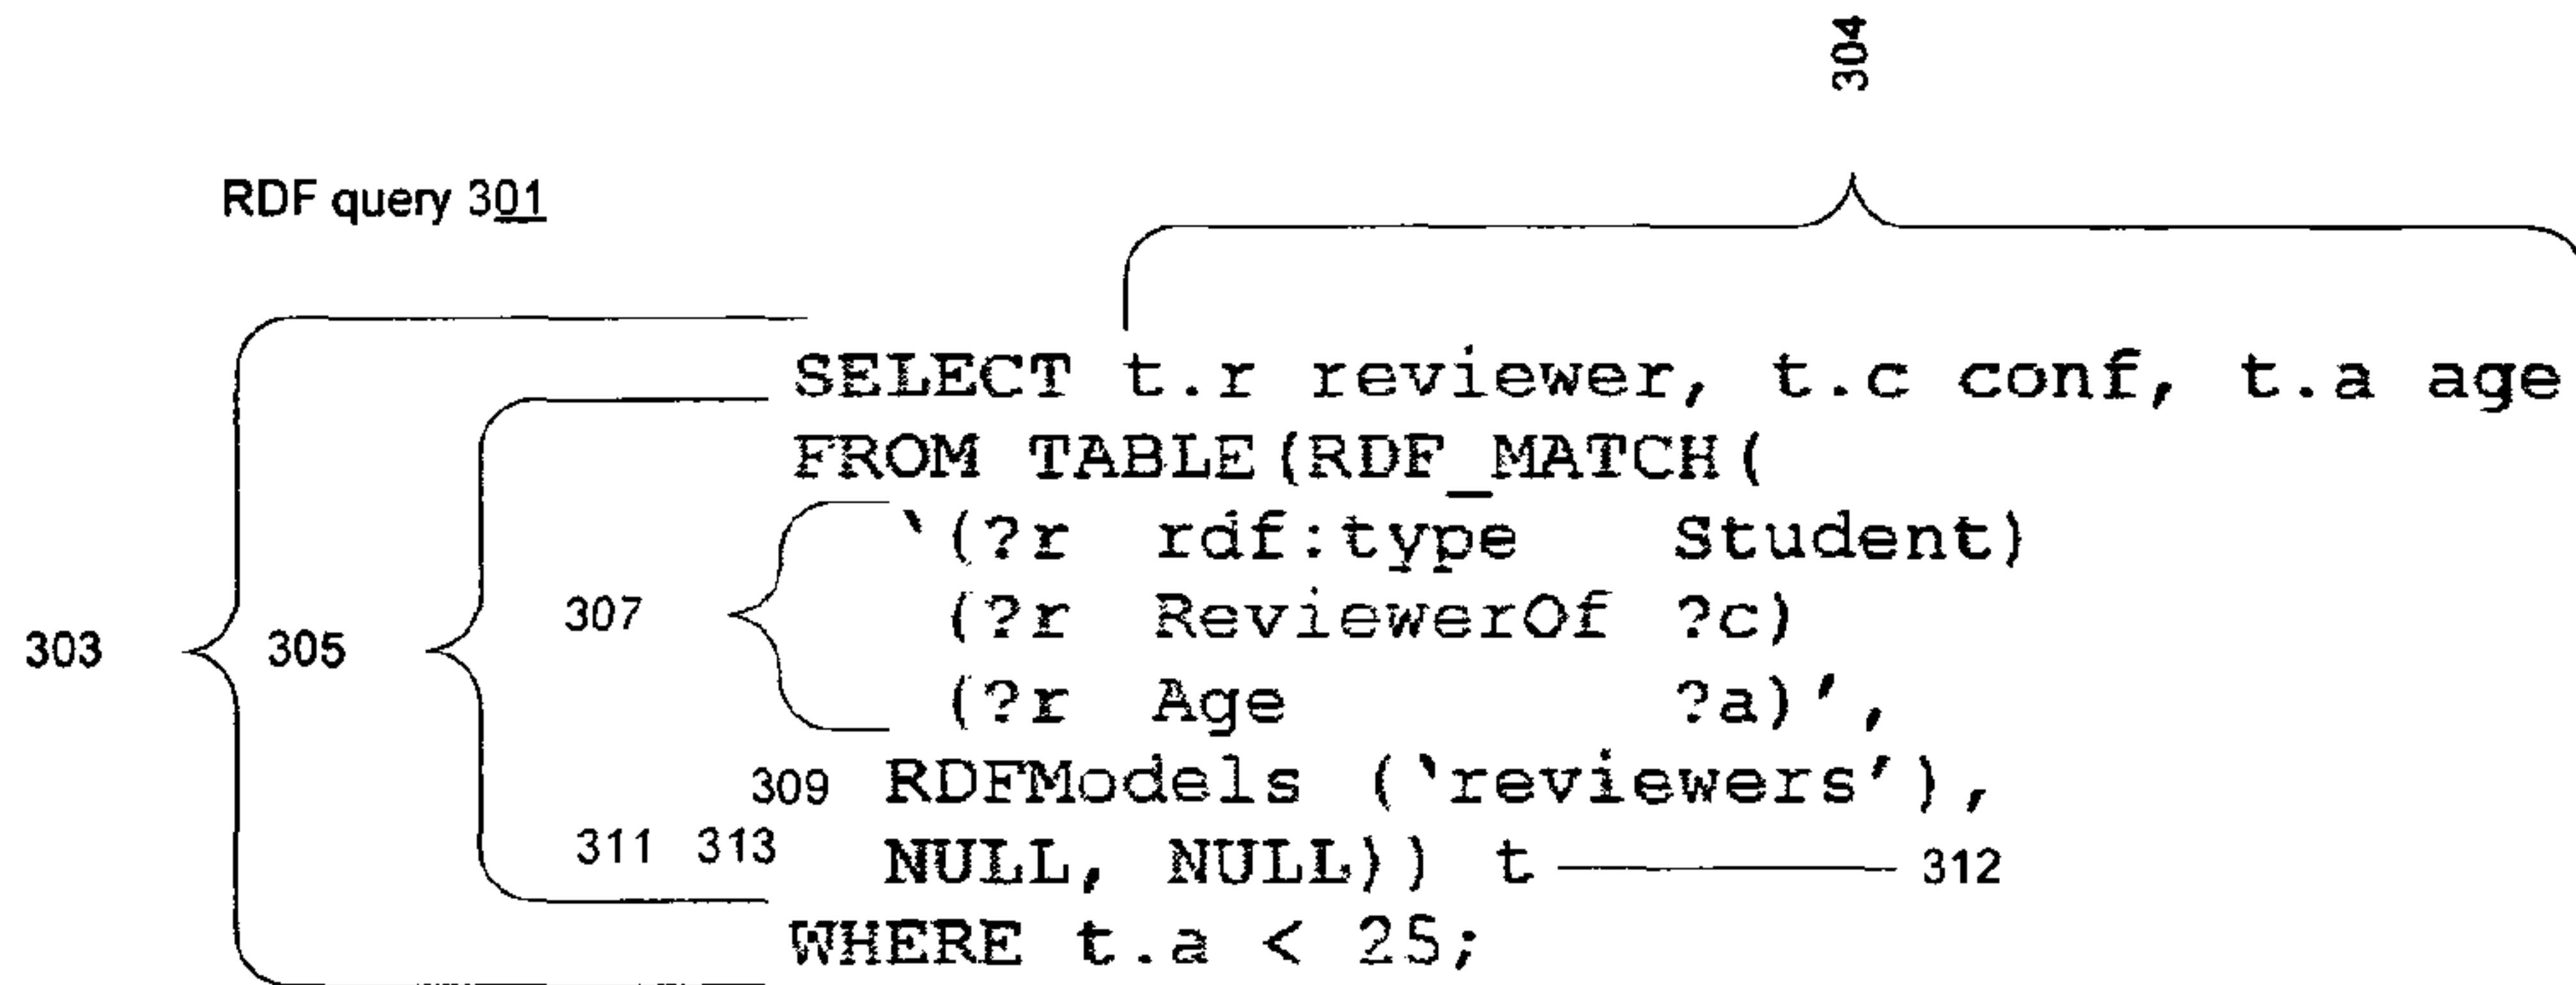 304
RDF query 301
SELECT t.r reviewer, t.c conf, t.a age
FROM TABLE(RDF_MATCH(
‵(?r rdf:type Student)
307 (?r ReviewerOf ?c)
303 305
(?r Age ?a)′,
309 RDFModels (‵reviewers′),
311 313 NULL, NULL)) t 312
WHERE t.a < 25;